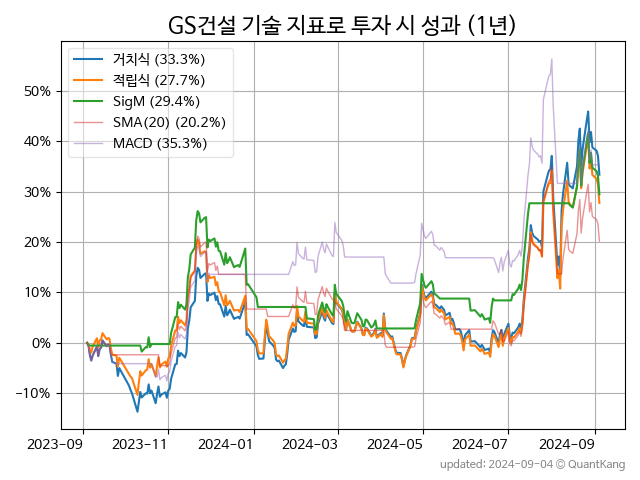 GS건설 기술 지표로 투자 시 성과 (1년)
거치식 (33.3%)
적립식 (27.7%)
SigM (29.4%)
SMA(20) (20.2%)
MACD (35.3%)
50%
40%
30%
20%
10%
0%
−10%
2023-09 2023-11 2024-01 2024-03 2024-05 2024-07 2024-09
updated: 2024-09-04 © QuantKang